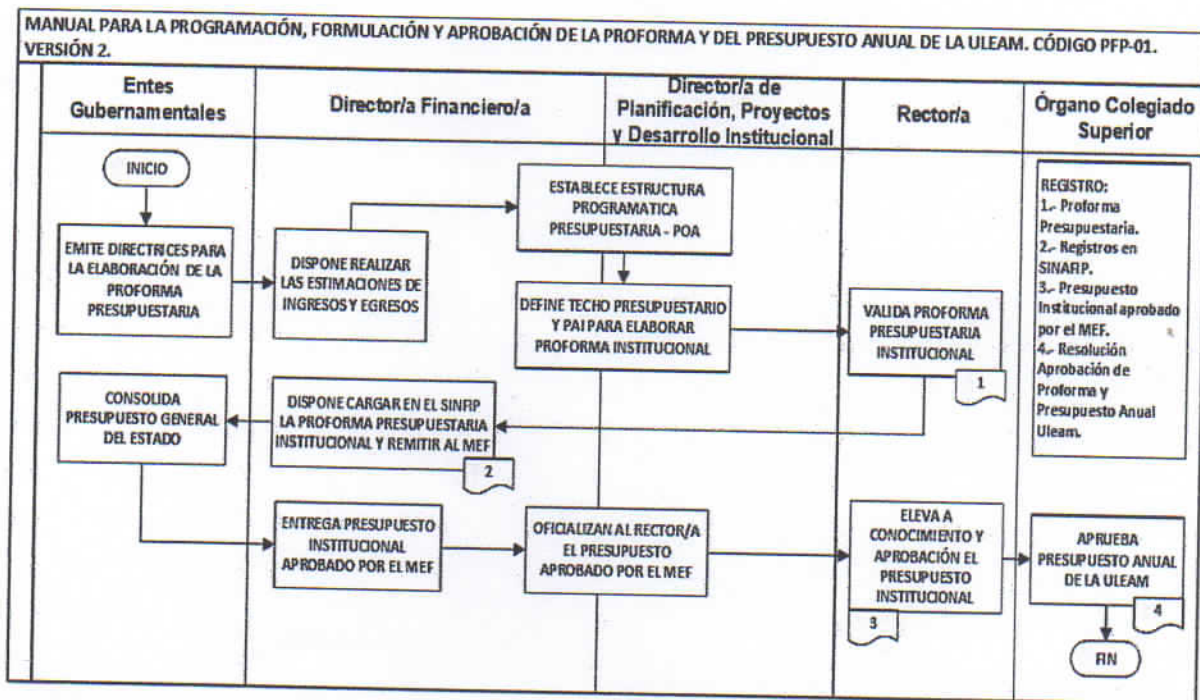 MANUAL PARA LA PROGRAMACIÓN, FORMULACIÓN Y APROBACIÓN DE LA PROFORMA Y DEL PRESUPUESTO ANUAL DE LA ULEAM. CÓDIGO PFP-01.
VERSIÓN 2.
Entes
Gubernamentales
Director/a Financiero/a
Director/a de
Planificación, Proyectos
y Desarrollo Institucional
Rector/a
Órgano Colegiado
Superior
INICIO
EMITE DIRECTRICES PARA
LA ELABORACIÓN DE LA
PROFORMA
PRESUPUESTARIA
DISPONE REALIZAR
LAS ESTIMACIONES DE
INGRESOS Y EGRESOS
ESTABLECE ESTRUCTURA
PROGRAMATICA
PRESUPUESTARIA - POA
DEFINE TECHO PRESUPUESTARIO
Y PAI PARA ELABORAR
PROFORMA INSTITUCIONAL
VALIDA PROFORMA
PRESUPUESTARIA
INSTITUCIONAL
1
REGISTRO:
1.- Proforma
Presupuestaria.
2.- Registros en
SINAFIP.
3.- Presupuesto
Institucional aprobado
por el MEF.
4.- Resolución
Aprobación de
Proforma y
Presupuesto Anual
Uleam.
CONSOLIDA
PRESUPUESTO GENERAL
DEL ESTADO
DISPONE CARGAR EN EL SINFIP
LA PROFORMA PRESUPUESTARIA
INSTITUCIONAL Y REMITIR AL MEF
2
ENTREGA PRESUPUESTO
INSTITUCIONAL
APROBADO POR EL MEF
OFICIALIZAN AL RECTOR/A
EL PRESUPUESTO
APROBADO POR EL MEF
ELEVA A
CONOCIMIENTO Y
APROBACIÓN EL
PRESUPUESTO
INSTITUCIONAL
3
APRUEBA
PRESUPUESTO ANUAL
DE LA ULEAM
4
FIN